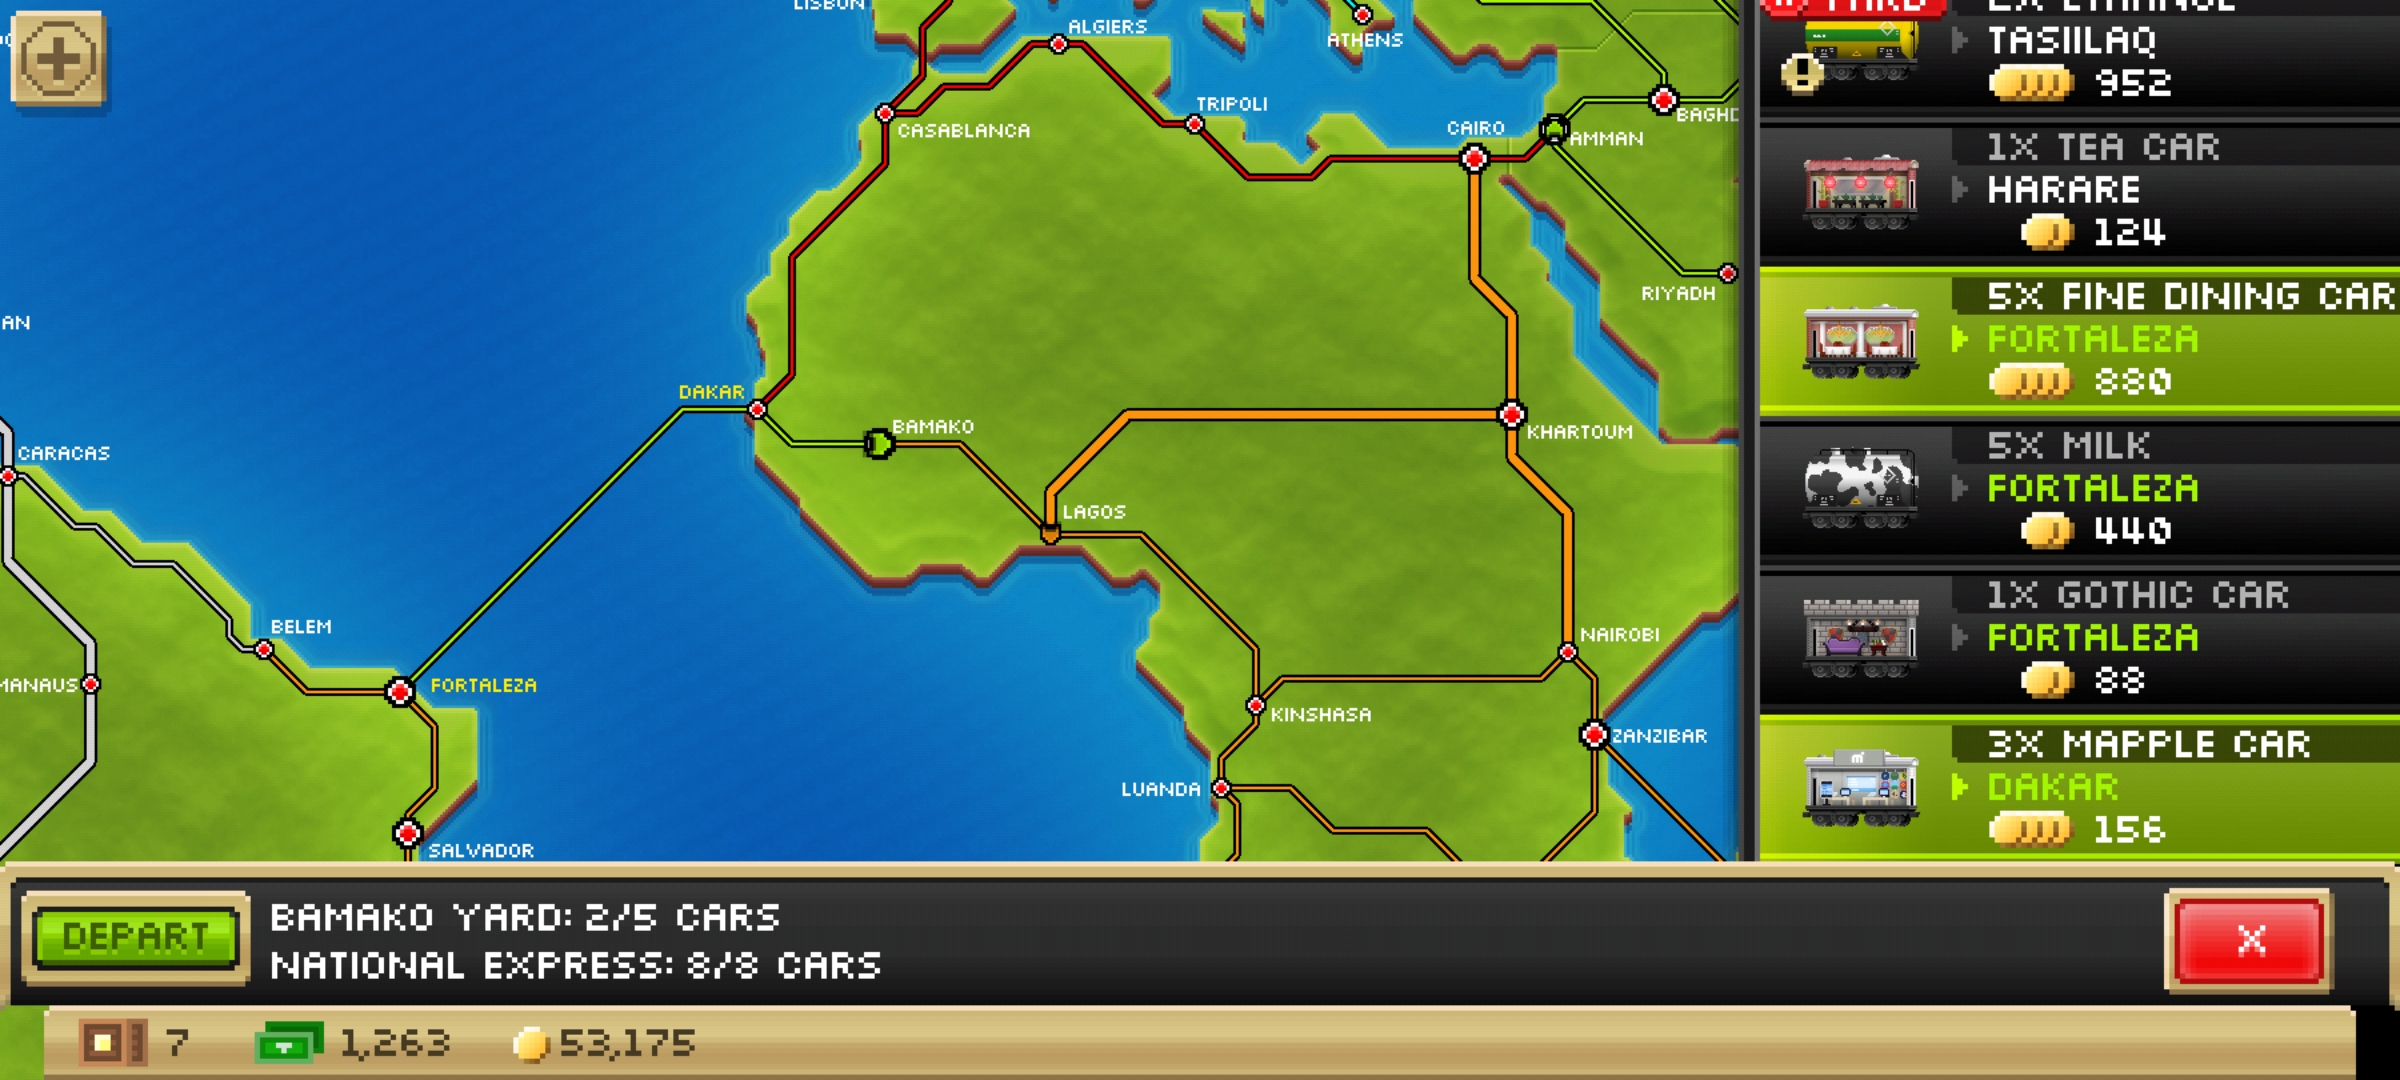 LISBON
ALGIERS
ATHENS
TRIPOLI
CASABLANCA
CAIRO
AMMAN
RIYADH
DAKAR
BAMAKO
KHARTOUM
CARACAS
LAGOS
BELEM
NAIROBI
MANAUS
FORTALEZA
KINSHASA
ZANZIBAR
LUANDA
SALVADOR
TASIILAQ
952
1X TEA CAR
HARARE
124
5X FINE DINING CAR
FORTALEZA
880
5X MILK
FORTALEZA
440
1X GOTHIC CAR
FORTALEZA
88
3X MAPPLE CAR
DAKAR
156
DEPART
BAMAKO YARD: 2/5 CARS
NATIONAL EXPRESS: 8/8 CARS
X
7
1,263
53,175